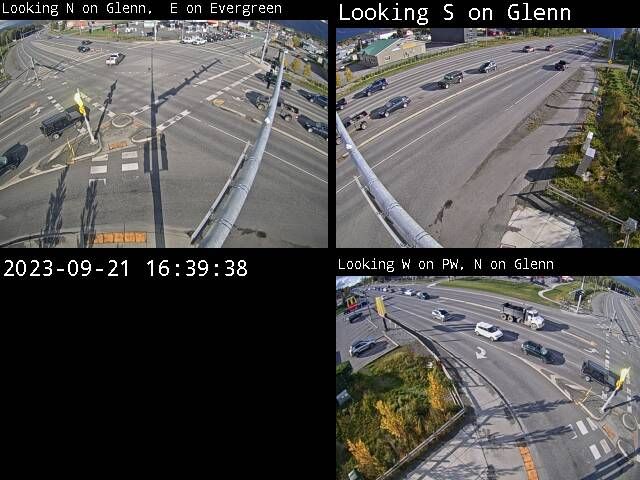 Looking N on Glenn,  E on Evergreen
Looking S on Glenn
2023-09-21 16:39:38
Looking W on PW, N on Glenn